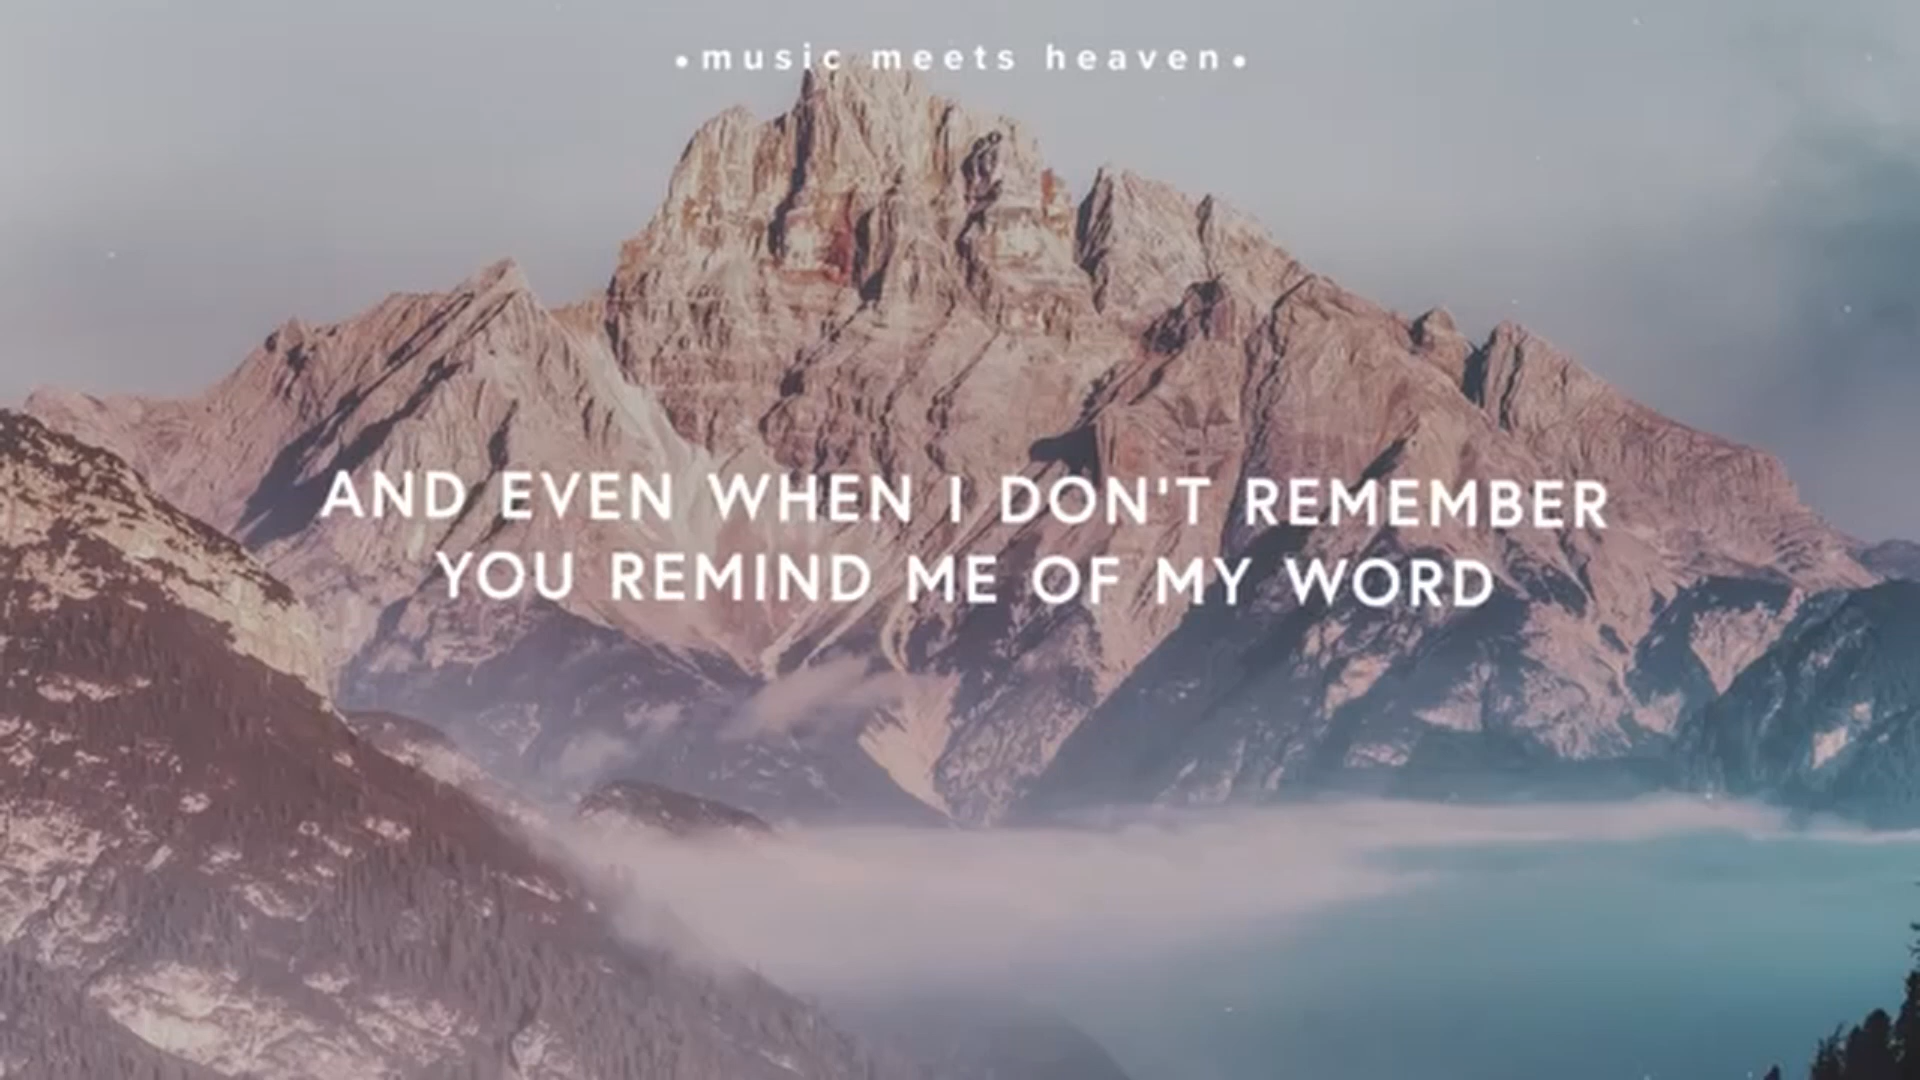 •music meets heaven•
AND EVEN WHEN I DON'T REMEMBER
YOU REMIND ME OF MY WORD